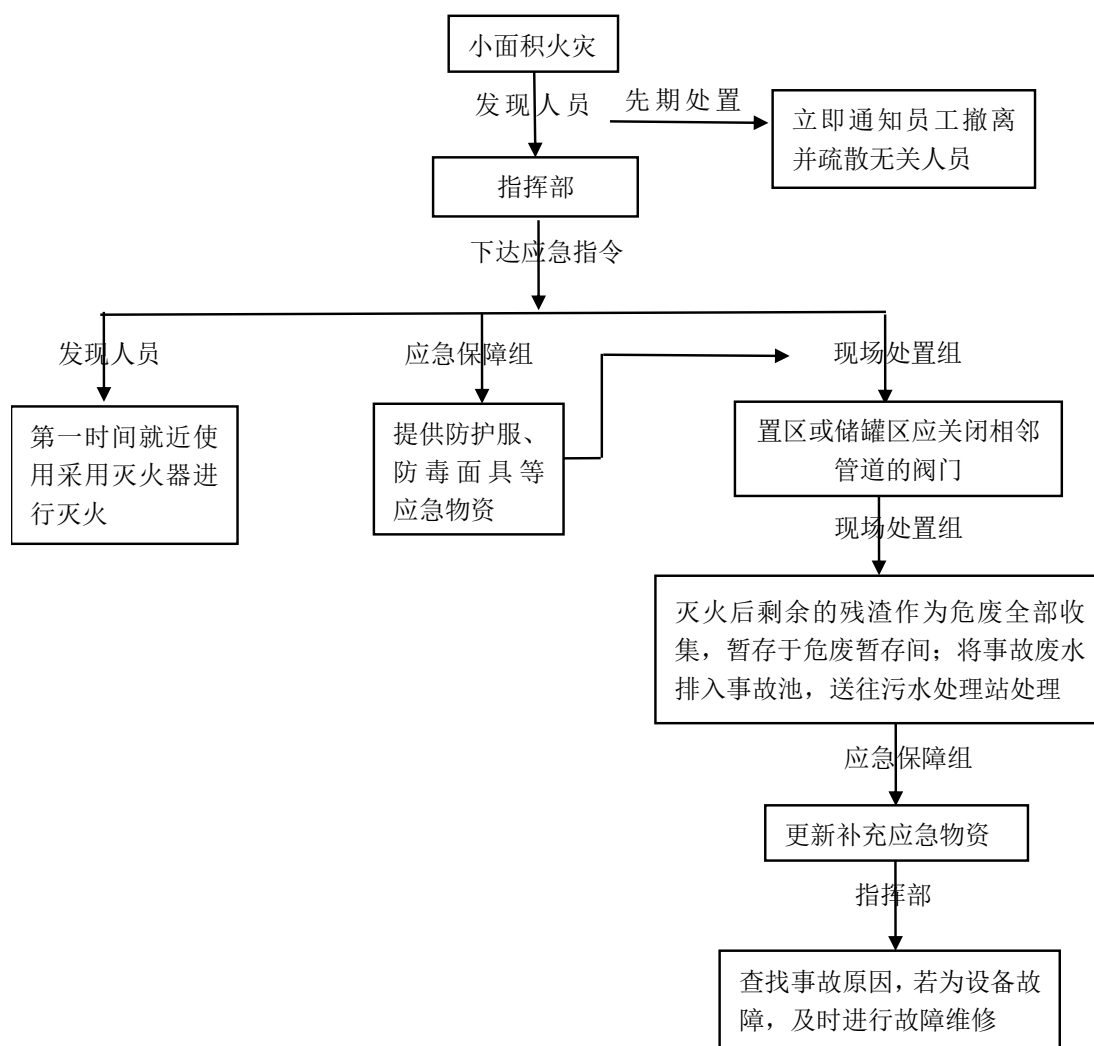 小面积火灾
发现人员
先期处置
立即通知员工撤离
并疏散无关人员
指挥部
下达应急指令
发现人员
应急保障组
现场处置组
第一时间就近使
用采用灭火器进
行灭火
提供防护服、
防毒面具等
应急物资
置区或储罐区应关闭相邻
管道的阀门
现场处置组
灭火后剩余的残渣作为危废全部收
集，暂存于危废暂存间；将事故废水
排入事故池，送往污水处理站处理
应急保障组
更新补充应急物资
指挥部
查找事故原因，若为设备故
障，及时进行故障维修